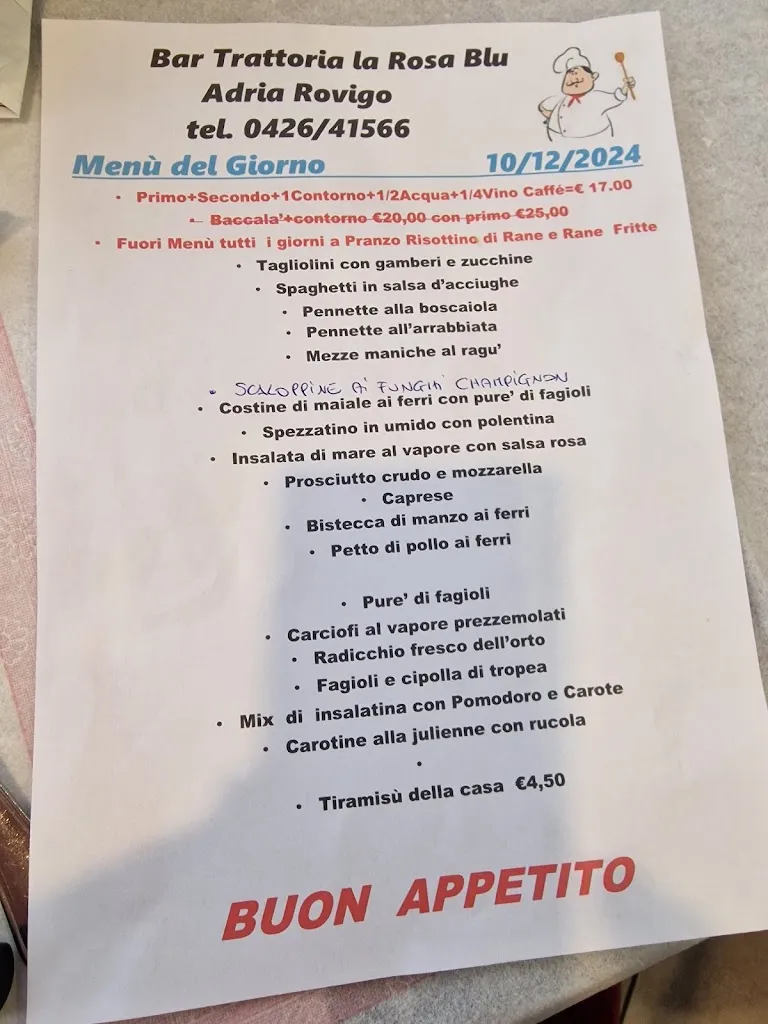 Bar Trattoria la Rosa Blu
Adria Rovigo
tel. 0426/41566
Menù del Giorno 10/12/2024
• Primo+Secondo+1Contorno+1/2Acqua+1/4Vino Caffé=€ 17.00
• Baccala'+contorno €20,00 con primo €25,00
• Fuori Menù tutti i giorni a Pranzo Risottino di Rane e Rane Fritte
• Tagliolini con gamberi e zucchine
• Spaghetti in salsa d'acciughe
• Pennette alla boscaiola
• Pennette all'arrabbiata
• Mezze maniche al ragu'
• SCALOPPINE AI FUNGHI CHAMPIGNON
• Costine di maiale ai ferri con pure' di fagioli
• Spezzatino in umido con polentina
• Insalata di mare al vapore con salsa rosa
• Prosciutto crudo e mozzarella
• Caprese
• Bistecca di manzo ai ferri
• Petto di pollo ai ferri
• Pure' di fagioli
• Carciofi al vapore prezzemolati
• Radicchio fresco dell'orto
• Fagioli e cipolla di tropea
• Mix di insalatina con Pomodoro e Carote
• Carotine alla julienne con rucola
•
• Tiramisù della casa €4,50
BUON APPETITO